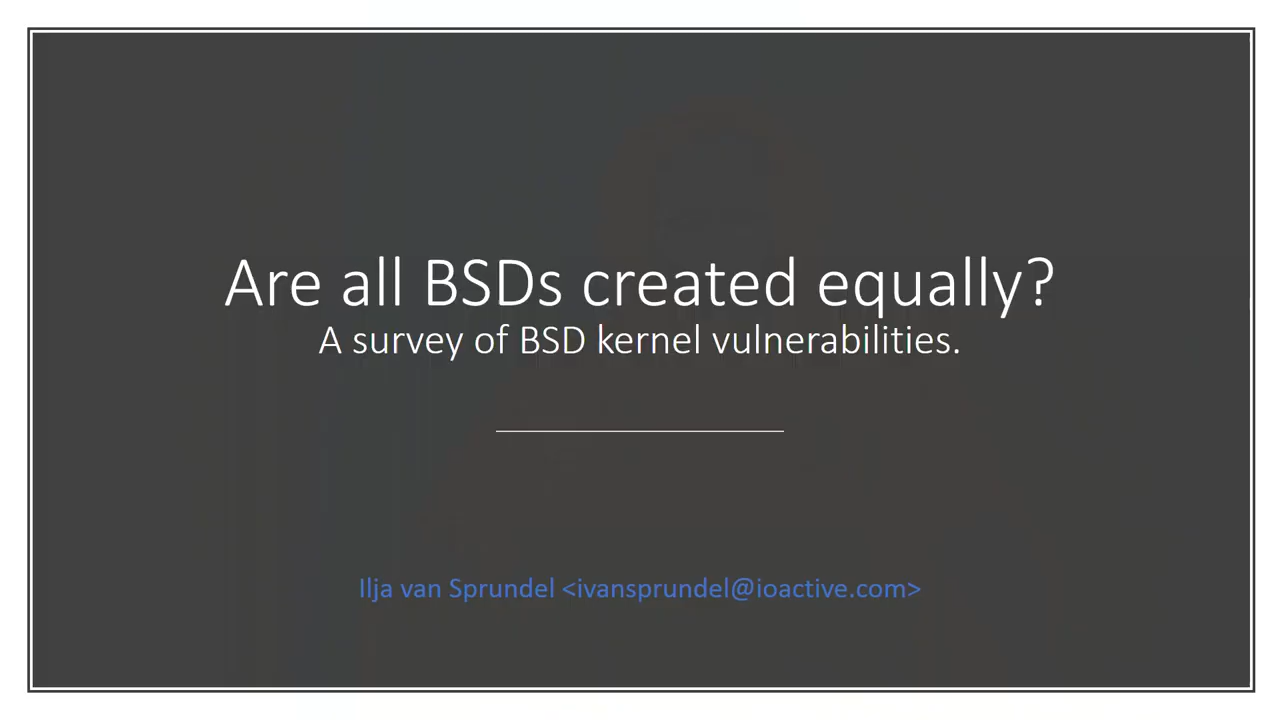 Are all BSDs created equally?
A survey of BSD kernel vulnerabilities.
Ilja van Sprundel <ivansprundel@ioactive.com>